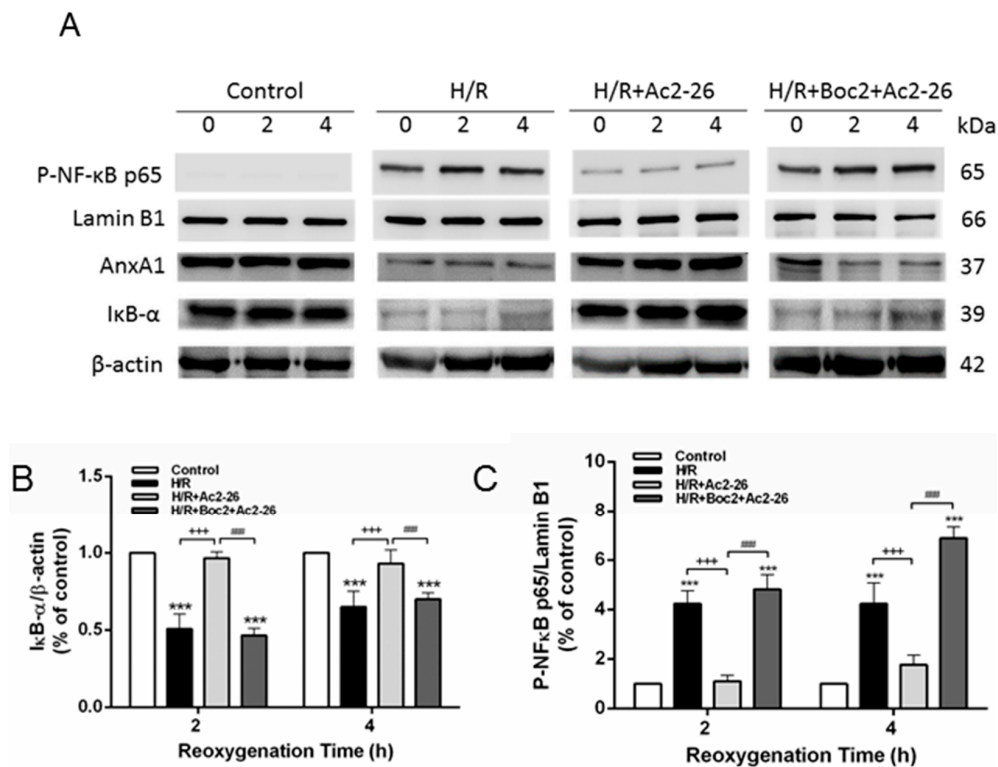 A
Control H/R H/R+Ac2-26 H/R+Boc2+Ac2-26
0 2 4 0 2 4 0 2 4 0 2 4 kDa
P-NF-κB p65 65
Lamin B1 66
AnxA1 37
IκB-α 39
β-actin 42
B
Control
H/R
H/R+Ac2-26
H/R+Boc2+Ac2-26
IκB-α/β-actin
(% of control)
1.5
1.0
0.5
0.0
+++ ### +++ ###
*** *** *** ***
2 4
Reoxygenation Time (h)
C
Control
H/R
H/R+Ac2-26
H/R+Boc2+Ac2-26
P-NFκB p65/Lamin B1
(% of control)
10
8
6
4
2
0
+++ ### +++ ###
*** *** *** ***
2 4
Reoxygenation Time (h)